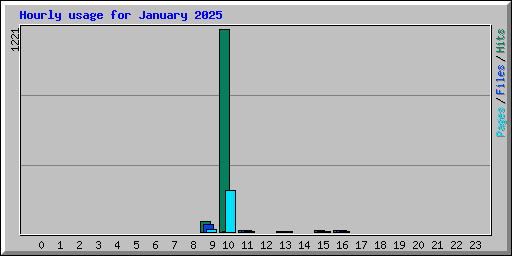 Hourly usage for January 2025
1221
Pages/Files/Hits
0 1 2 3 4 5 6 7 8 9 10 11 12 13 14 15 16 17 18 19 20 21 22 23